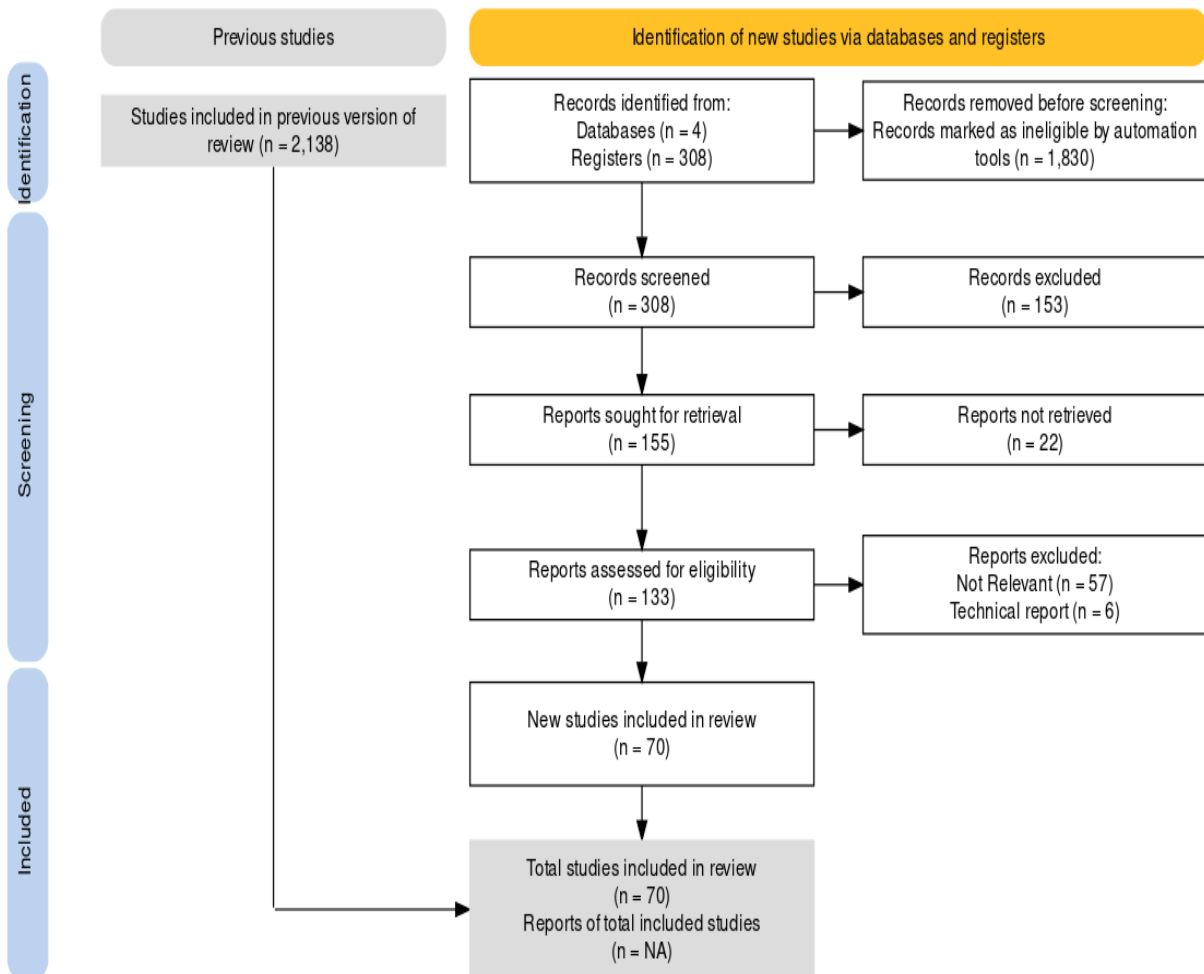 Previous studies
Identification of new studies via databases and registers
Identification
Studies included in previous version of
review (n = 2,138)
Records identified from:
Databases (n = 4)
Registers (n = 308)
Records removed before screening:
Records marked as ineligible by automation
tools (n = 1,830)
Screening
Records screened
(n = 308)
Records excluded
(n = 153)
Reports sought for retrieval
(n = 155)
Reports not retrieved
(n = 22)
Reports assessed for eligibility
(n = 133)
Reports excluded:
Not Relevant (n = 57)
Technical report (n = 6)
Included
New studies included in review
(n = 70)
Total studies included in review
(n = 70)
Reports of total included studies
(n = NA)